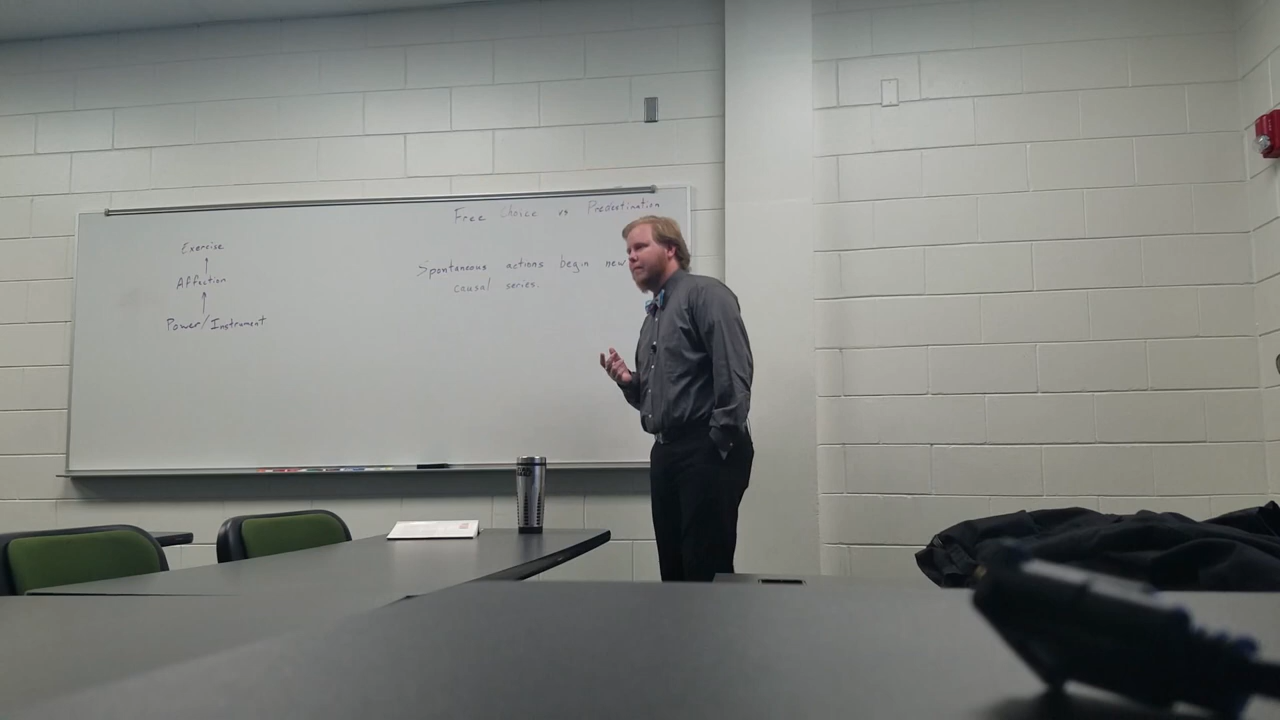 Free Choice vs Predestination
Exercise
Affection
Power/Instrument
Spontaneous actions begin new
causal series.